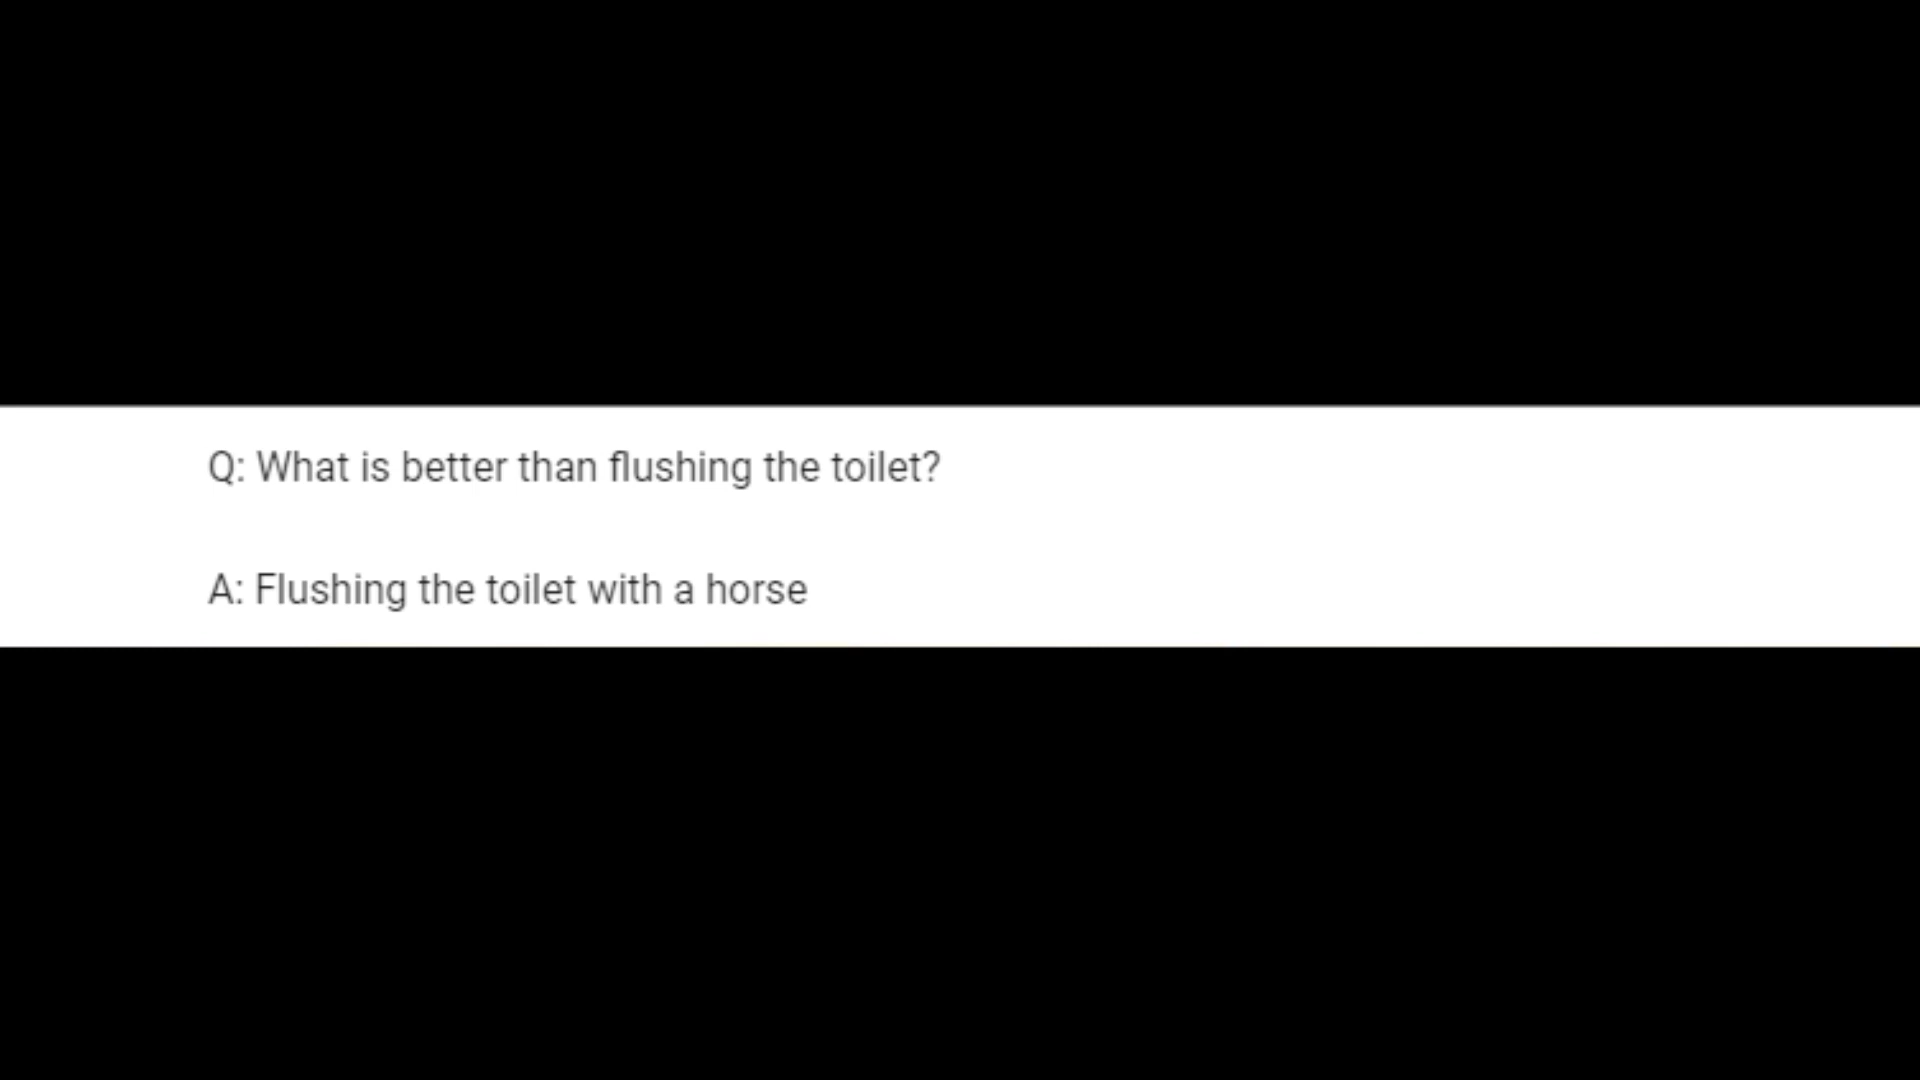 Q: What is better than flushing the toilet?
A: Flushing the toilet with a horse